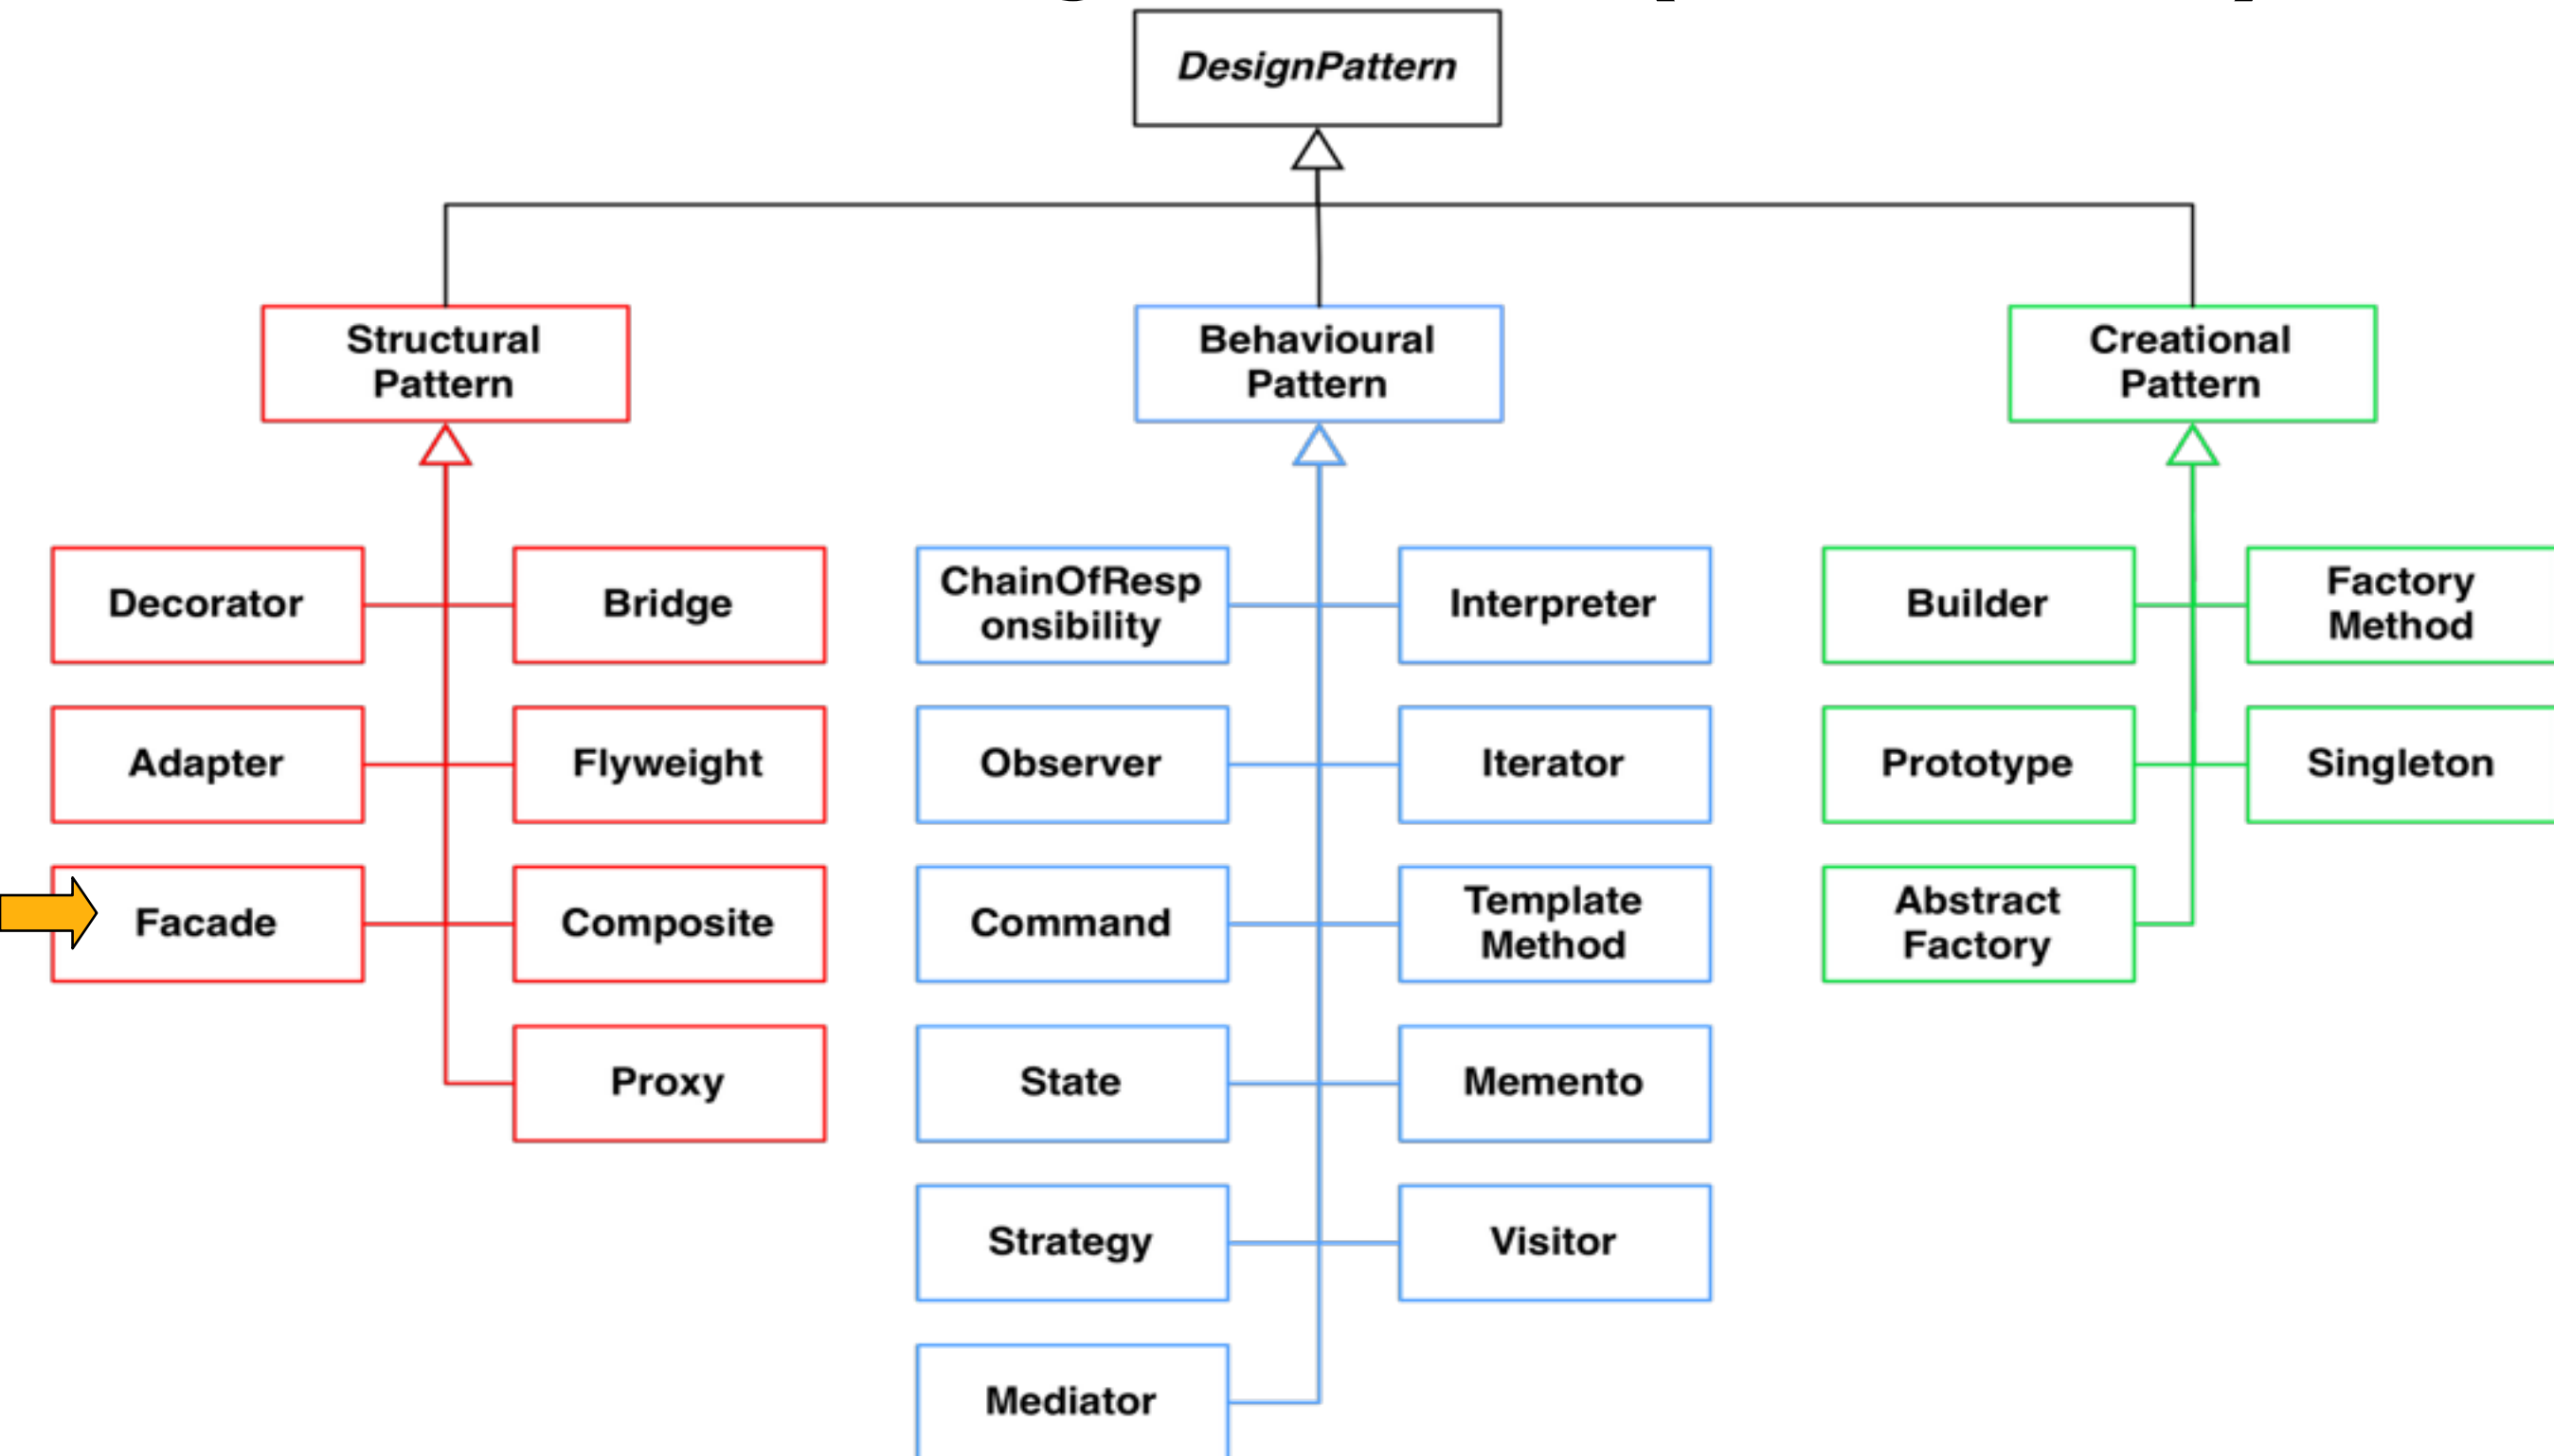 DesignPattern
Structural
Pattern
Behavioural
Pattern
Creational
Pattern
Decorator
Bridge
ChainOfResp
onsibility
Interpreter
Builder
Factory
Method
Adapter
Flyweight
Observer
Iterator
Prototype
Singleton
Facade
Composite
Command
Template
Method
Abstract
Factory
Proxy
State
Memento
Strategy
Visitor
Mediator